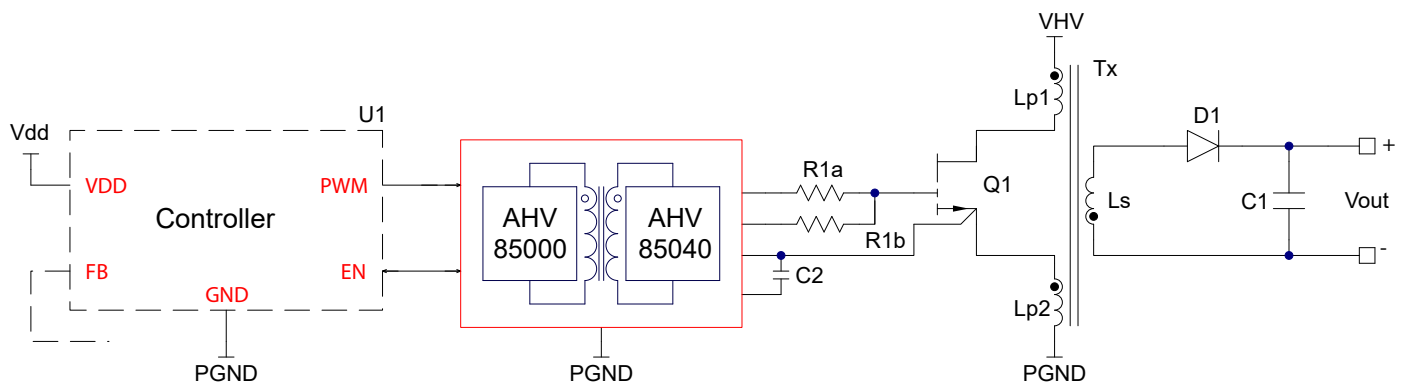 VHV
Tx
Lp1
U1
Vdd
D1
+
VDD
PWM
R1a
AHV
85000
AHV
85040
Q1
Controller
Ls
C1
Vout
R1b
-
FB
EN
C2
GND
Lp2
PGND
PGND
PGND